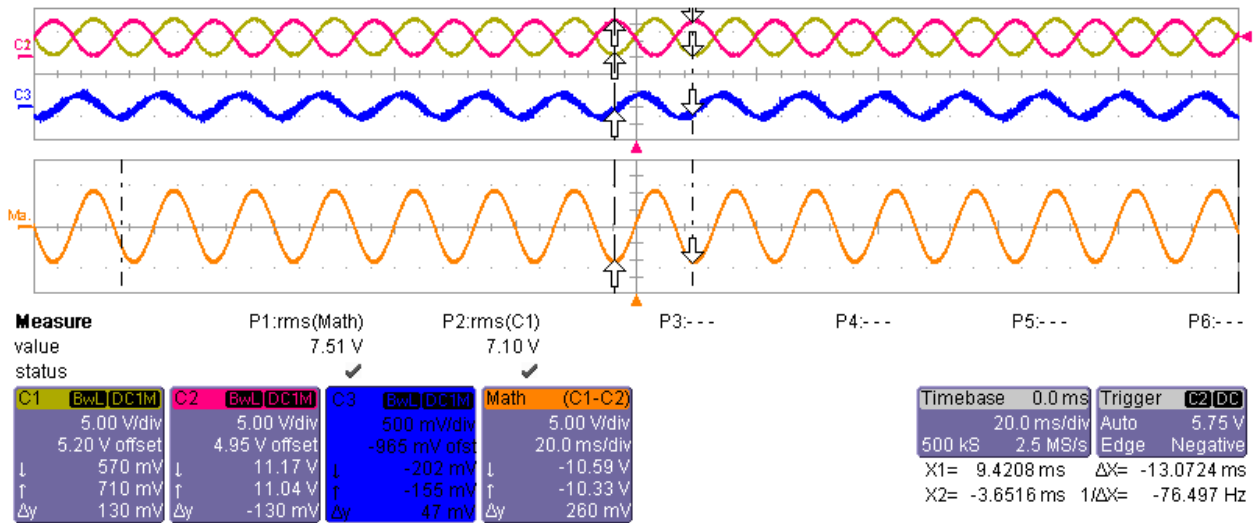 C2
C3
Ma.
Measure P1:rms(Math) P2:rms(C1) P3:- - - P4:- - - P5:- - - P6:- - -
value 7.51 V 7.10 V
status
C1 BwL DC1M C2 BwL DC1M C3 BwL DC1M Math (C1-C2) Timebase 0.0 ms Trigger C2 DC
5.00 V/div 5.00 V/div 500 mV/div 5.00 V/div 20.0 ms/div Auto 5.75 V
5.20 V offset 4.95 V offset -965 mV ofst 20.0 ms/div 500 kS 2.5 MS/s Edge Negative
↓ 570 mV ↓ 11.17 V ↓ -202 mV ↓ -10.59 V X1= 9.4208 ms ΔX= -13.0724 ms
↑ 710 mV ↑ 11.04 V ↑ -155 mV ↑ -10.33 V X2= -3.6516 ms 1/ΔX= -76.497 Hz
Δy 130 mV Δy -130 mV Δy 47 mV Δy 260 mV